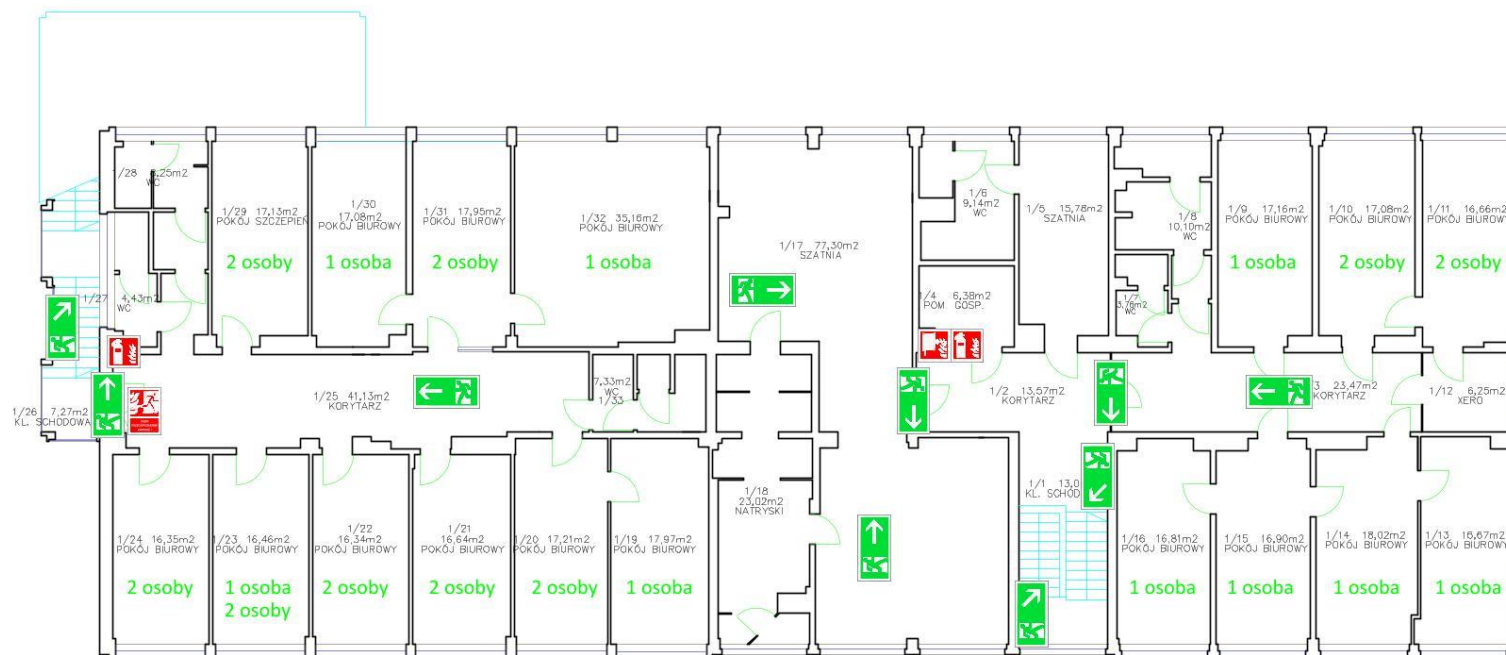 1/28 3,25m2
WC
1/29 17,13m2
POKÓJ SZCZEPIEŃ
2 osoby
1/30
17,08m2
POKÓJ BIUROWY
1 osoba
1/31 17,95m2
POKÓJ BIUROWY
2 osoby
1/32 35,16m2
POKÓJ BIUROWY
1 osoba
1/17 77,30m2
SZATNIA
1/6
9,14m2
WC
1/5 15,78m2
SZATNIA
1/8
10,10m2
WC
1/9 17,16m2
POKÓJ BIUROWY
1 osoba
1/10 17,08m2
POKÓJ BIUROWY
2 osoby
1/11 16,66m2
POKÓJ BIUROWY
2 osoby
1/27 4,43m2
WC
1/4 6,38m2
POM. GOSP.
1/7
3,76m2
WC
1/26 7,27m2
KL. SCHODOWA
1/25 41,13m2
KORYTARZ
7,33m2
WC
1/33
1/2 13,57m2
KORYTARZ
3 23,47m2
KORYTARZ
1/12 6,25m2
XERO
1/24 16,35m2
POKÓJ BIUROWY
2 osoby
1/23 16,46m2
POKÓJ BIUROWY
1 osoba
2 osoby
1/22
16,34m2
POKÓJ BIUROWY
2 osoby
1/21
16,64m2
POKÓJ BIUROWY
2 osoby
1/20 17,21m2
POKÓJ BIUROWY
2 osoby
1/19 17,97m2
POKÓJ BIUROWY
1 osoba
1/18
23,02m2
NATRYSKI
1/1 13,0
KL. SCHOD
1/16 16,81m2
POKÓJ BIUROWY
1 osoba
1/15 16,90m2
POKÓJ BIUROWY
1 osoba
1/14 18,02m2
POKÓJ BIUROWY
1 osoba
1/13 16,67m2
POKÓJ BIUROWY
1 osoba